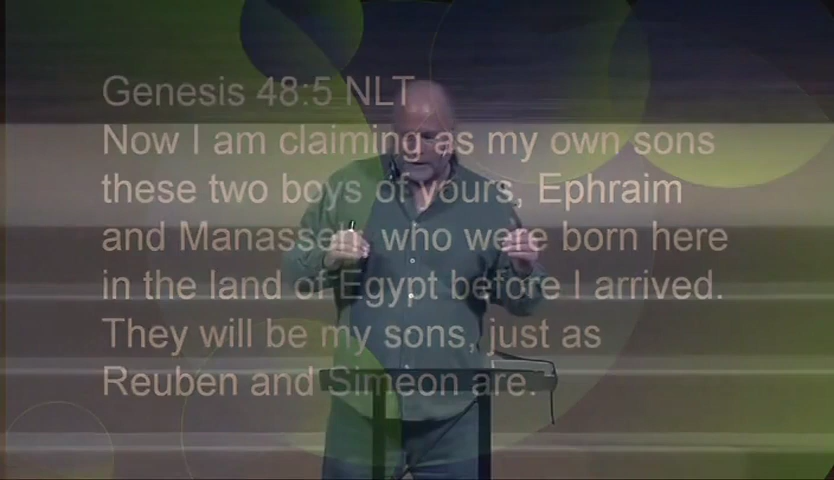 Genesis 48:5 NLT
Now I am claiming as my own sons
these two boys of yours, Ephraim
and Manasseh, who were born here
in the land of Egypt before I arrived.
They will be my sons, just as
Reuben and Simeon are.